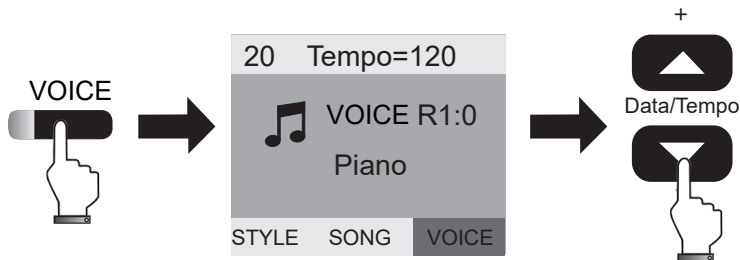 VOICE
20 Tempo=120
VOICE R1:0
Piano
STYLE SONG VOICE
+
Data/Tempo